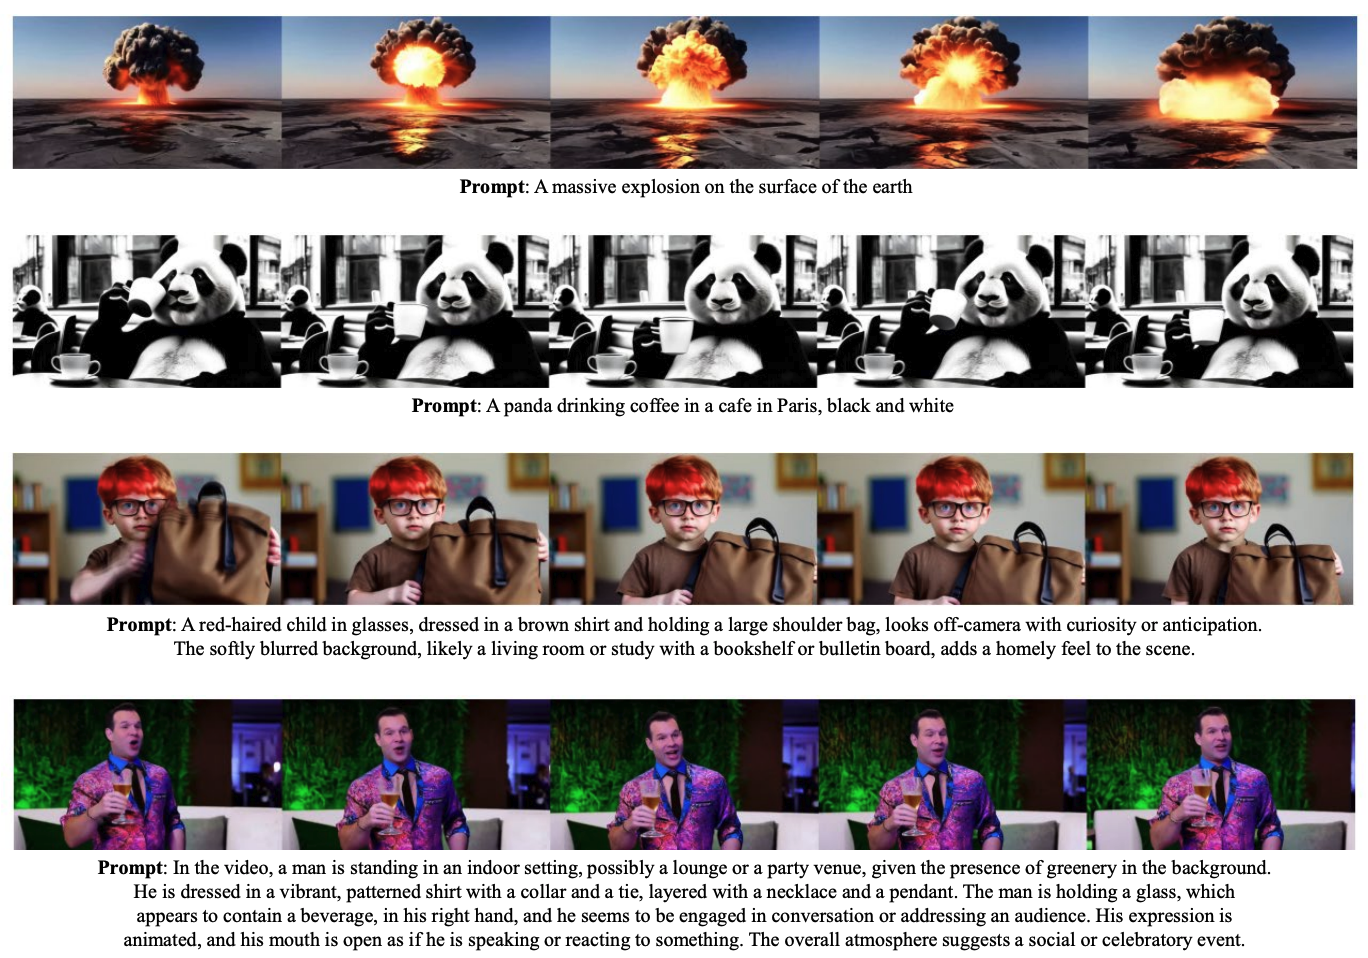 Prompt: A massive explosion on the surface of the earth
Prompt: A panda drinking coffee in a cafe in Paris, black and white
Prompt: A red-haired child in glasses, dressed in a brown shirt and holding a large shoulder bag, looks off-camera with curiosity or anticipation.
The softly blurred background, likely a living room or study with a bookshelf or bulletin board, adds a homely feel to the scene.
Prompt: In the video, a man is standing in an indoor setting, possibly a lounge or a party venue, given the presence of greenery in the background.
He is dressed in a vibrant, patterned shirt with a collar and a tie, layered with a necklace and a pendant. The man is holding a glass, which
appears to contain a beverage, in his right hand, and he seems to be engaged in conversation or addressing an audience. His expression is
animated, and his mouth is open as if he is speaking or reacting to something. The overall atmosphere suggests a social or celebratory event.